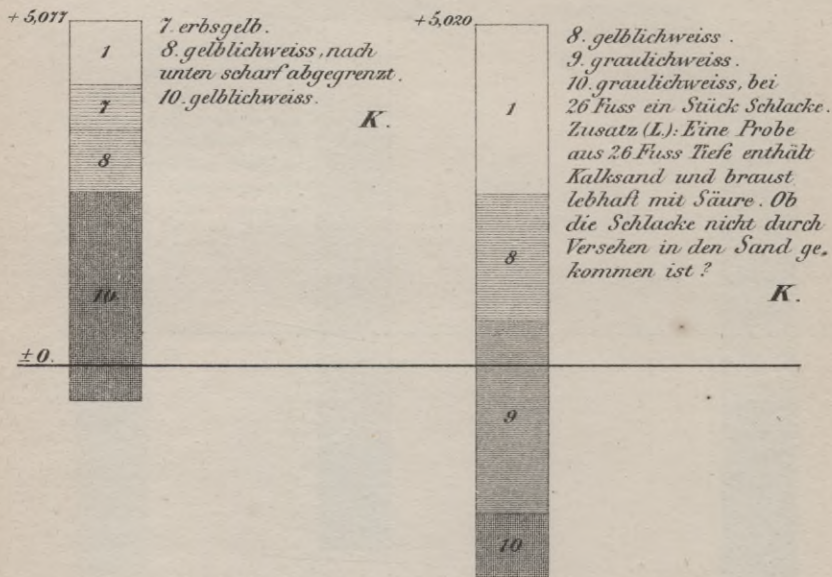 + 5,077
1
7
8
10
7. erbsgelb.
8. gelblichweiss, nach
unten scharf abgegrenzt.
10. gelblichweiss.
K.
+ 5,020
1
8
9
10
8. gelblichweiss.
9. graulichweiss.
10. graulichweiss, bei
26 Fuss ein Stück Schlacke.
Zusatz (L.): Eine Probe
aus 26 Fuss Tiefe enthält
Kalksand und braust
lebhaft mit Säure. Ob
die Schlacke nicht durch
Versehen in den Sand ge-
kommen ist?
K.
± 0.